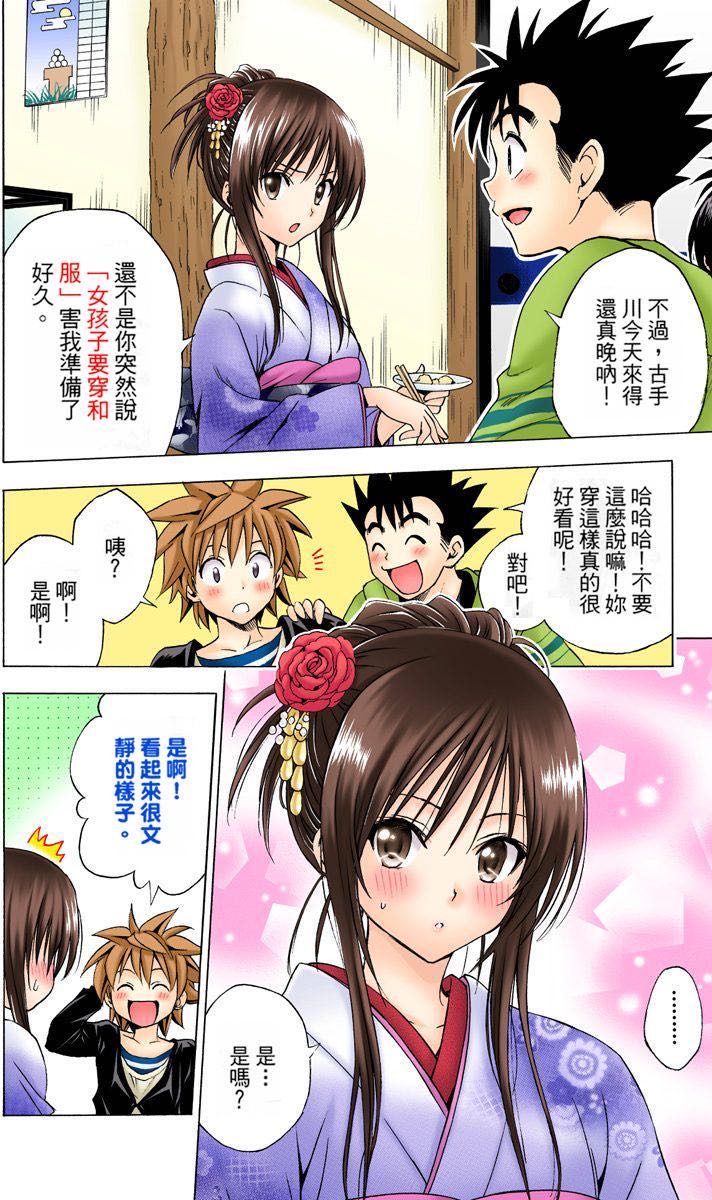 不過，古手
川今天來得
還真晚吶！
還不是你突然說
「女孩子要穿和
服」害我準備了
好久。
哈哈哈！不要
這麼說嘛！妳
穿這樣真的很
好看呢！
對吧！
咦？
啊！
是啊！
………
是…
是嗎？
是啊！
看起來很文
靜的樣子。